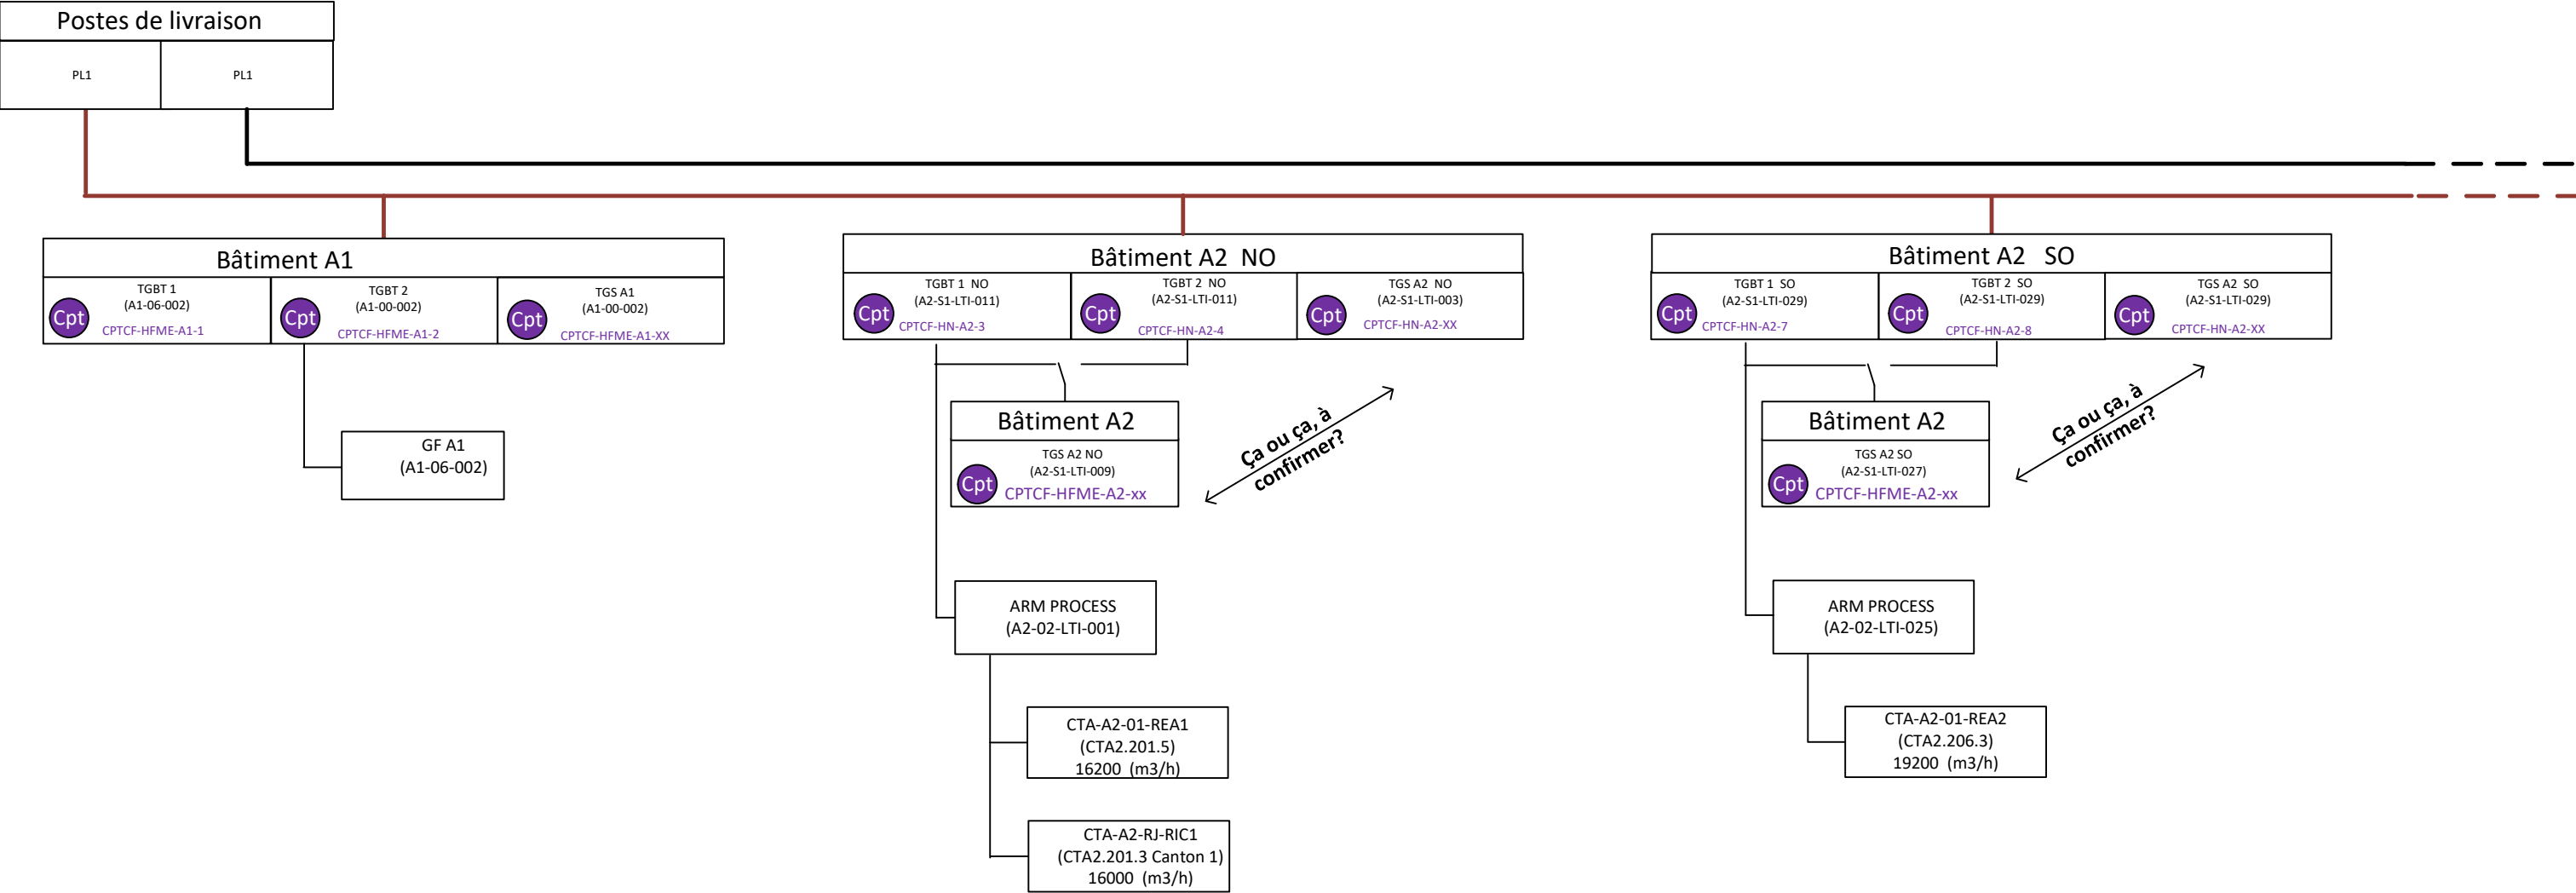 Postes de livraison
PL1
PL1
Bâtiment A1
TGBT 1
(A1-06-002)
Cpt
CPTCF-HFME-A1-1
TGBT 2
(A1-00-002)
Cpt
CPTCF-HFME-A1-2
TGS A1
(A1-00-002)
Cpt
CPTCF-HFME-A1-XX
GF A1
(A1-06-002)
Bâtiment A2 NO
TGBT 1 NO
(A2-S1-LTI-011)
Cpt
CPTCF-HN-A2-3
TGBT 2 NO
(A2-S1-LTI-011)
Cpt
CPTCF-HN-A2-4
TGS A2 NO
(A2-S1-LTI-003)
Cpt
CPTCF-HN-A2-XX
Bâtiment A2
TGS A2 NO
(A2-S1-LTI-009)
Cpt
CPTCF-HFME-A2-xx
Ça ou ça, à
confirmer?
ARM PROCESS
(A2-02-LTI-001)
CTA-A2-01-REA1
(CTA2.201.5)
16200 (m3/h)
CTA-A2-RJ-RIC1
(CTA2.201.3 Canton 1)
16000 (m3/h)
Bâtiment A2 SO
TGBT 1 SO
(A2-S1-LTI-029)
Cpt
CPTCF-HN-A2-7
TGBT 2 SO
(A2-S1-LTI-029)
Cpt
CPTCF-HN-A2-8
TGS A2 SO
(A2-S1-LTI-029)
Cpt
CPTCF-HN-A2-XX
Bâtiment A2
TGS A2 SO
(A2-S1-LTI-027)
Cpt
CPTCF-HFME-A2-xx
Ça ou ça, à
confirmer?
ARM PROCESS
(A2-02-LTI-025)
CTA-A2-01-REA2
(CTA2.206.3)
19200 (m3/h)